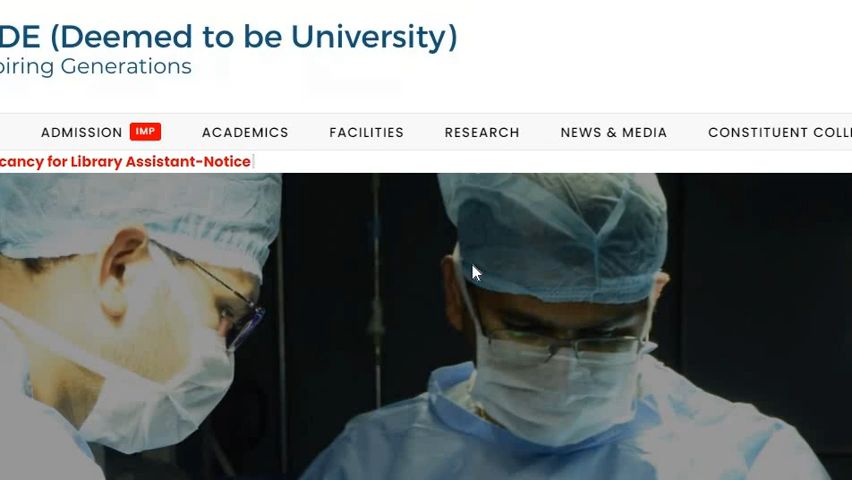 DE (Deemed to be University)
piring Generations
ADMISSION IMP ACADEMICS FACILITIES RESEARCH NEWS & MEDIA CONSTITUENT COLL
cancy for Library Assistant-Notice